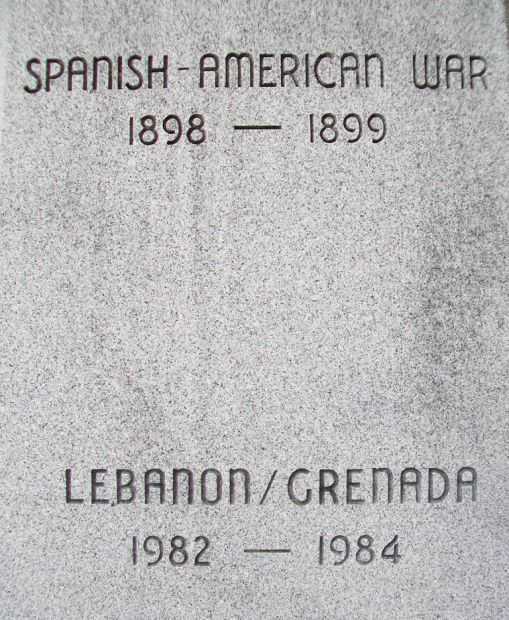 SPANISH-AMERICAN WAR
1898 — 1899
LEBANON/GRENADA
1982 — 1984